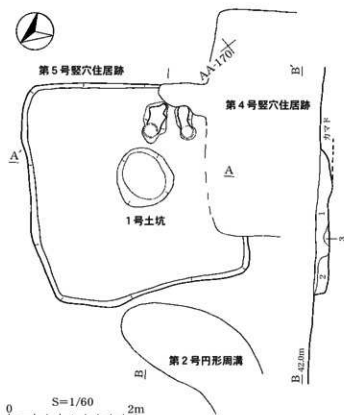 第5号竪穴住居跡
AA-170
第4号竪穴住居跡
B'
カマド
A'
A
1号土坑
1
3
2
第2号円形周溝
B
B 42.0m
S=1/60
0 2m